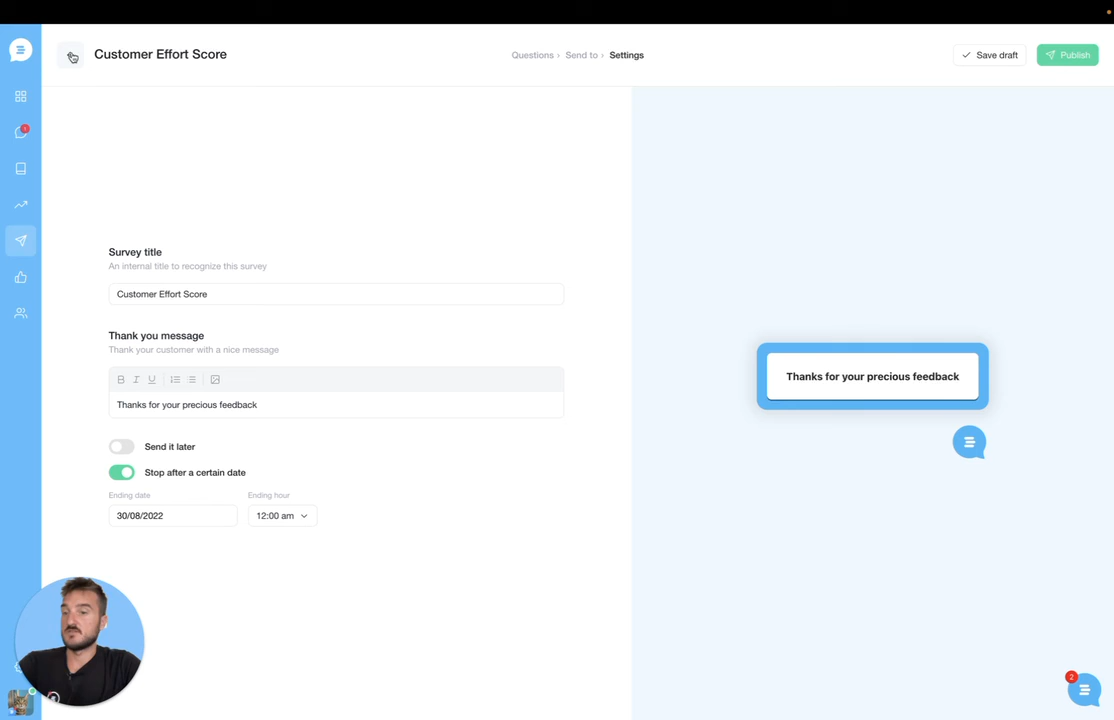 Customer Effort Score
Questions › Send to › Settings
Save draft
Publish
1
Survey title
An internal title to recognize this survey
Customer Effort Score
Thank you message
Thank your customer with a nice message
B I U
Thanks for your precious feedback
Send it later
Stop after a certain date
Ending date
Ending hour
30/08/2022
12:00 am
Thanks for your precious feedback
2